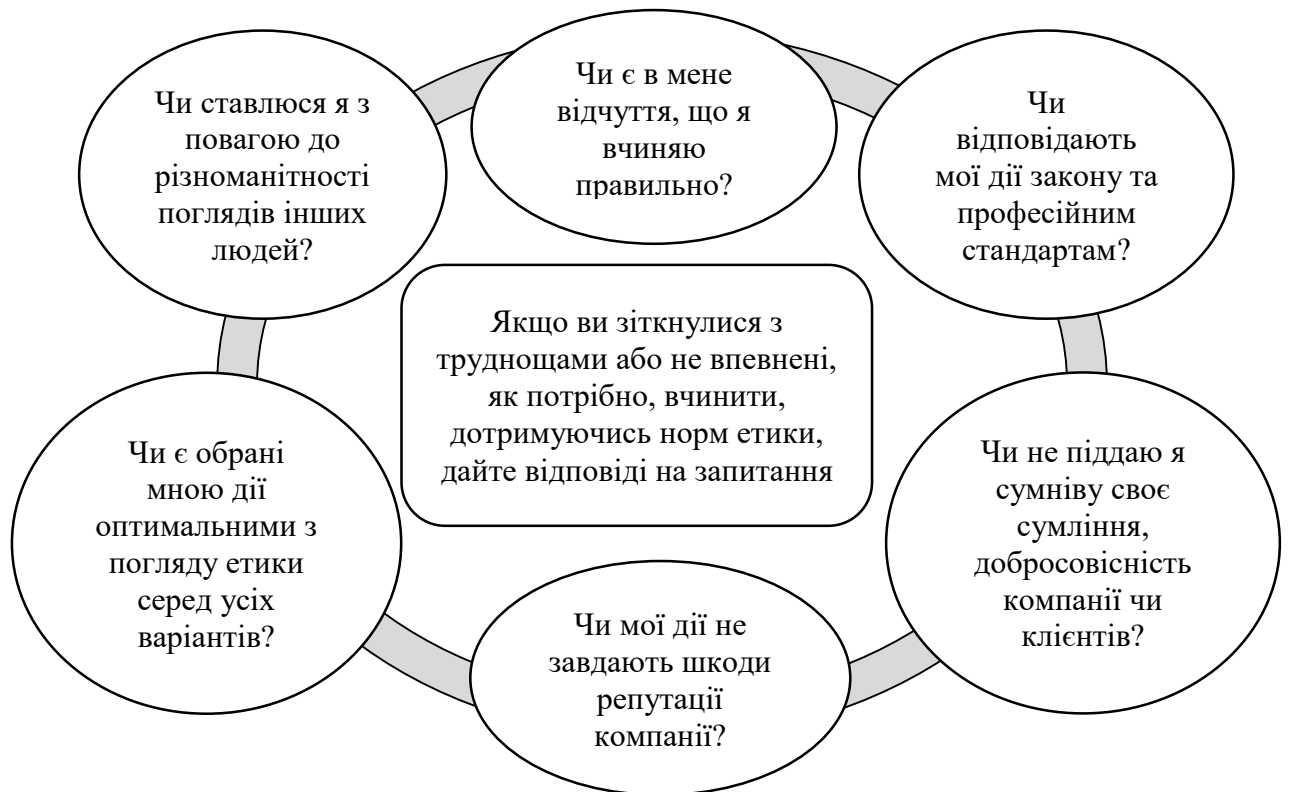 Чи є в мене
відчуття, що я
вчиняю
правильно?
Чи
відповідають
мої дії закону та
професійним
стандартам?
Чи не піддаю я
сумніву своє
сумління,
добросовісність
компанії чи
клієнтів?
Чи мої дії не
завдають шкоди
репутації
компанії?
Чи є обрані
мною дії
оптимальними з
погляду етики
серед усіх
варіантів?
Чи ставлюся я з
повагою до
різноманітності
поглядів інших
людей?
Якщо ви зіткнулися з
труднощами або не впевнені,
як потрібно, вчинити,
дотримуючись норм етики,
дайте відповіді на запитання